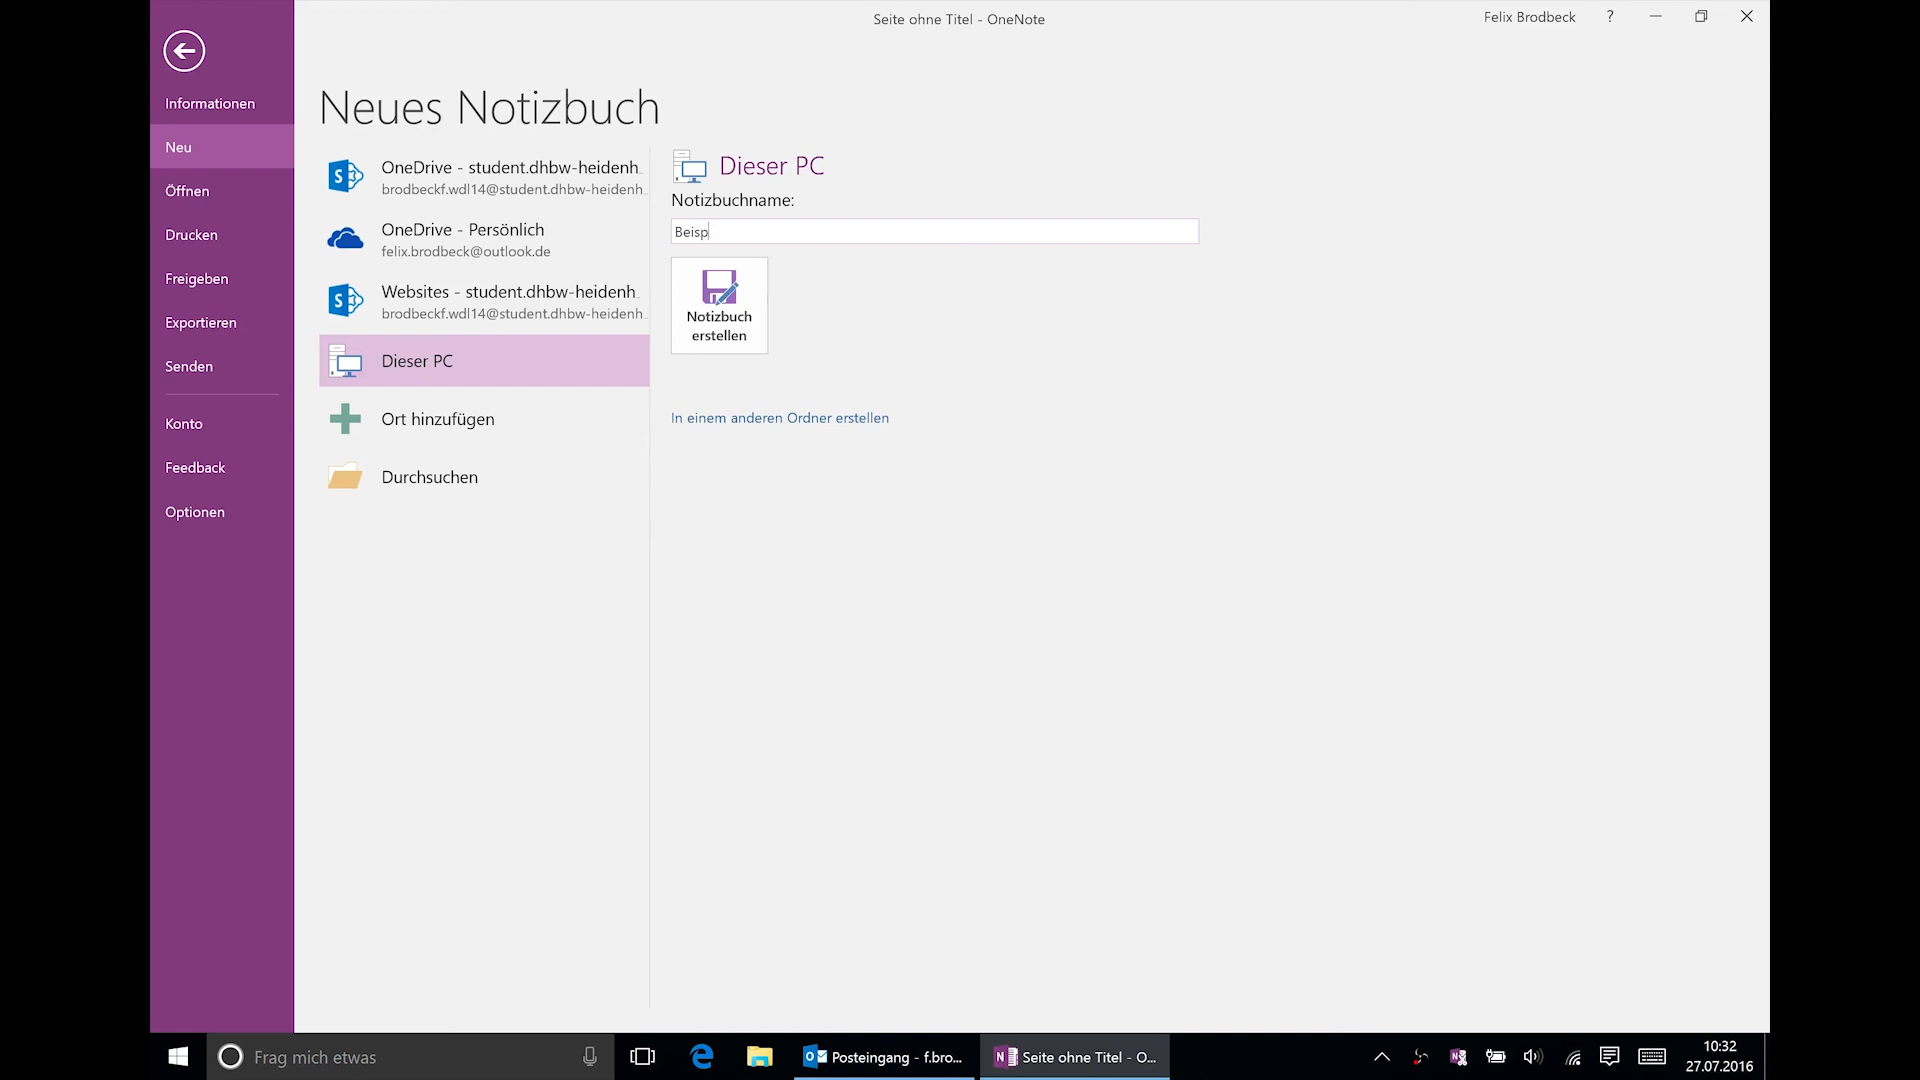 Seite ohne Titel - OneNote
Felix Brodbeck
?
Informationen
Neu
Öffnen
Drucken
Freigeben
Exportieren
Senden
Konto
Feedback
Optionen
Neues Notizbuch
OneDrive - student.dhbw-heidenh...
brodbeckf.wdl14@student.dhbw-heidenh...
OneDrive - Persönlich
felix.brodbeck@outlook.de
Websites - student.dhbw-heidenh...
brodbeckf.wdl14@student.dhbw-heidenh...
Dieser PC
Ort hinzufügen
Durchsuchen
Dieser PC
Notizbuchname:
Beisp
Notizbuch
erstellen
In einem anderen Ordner erstellen
Frag mich etwas
Posteingang - f.bro...
Seite ohne Titel - O...
10:32
27.07.2016